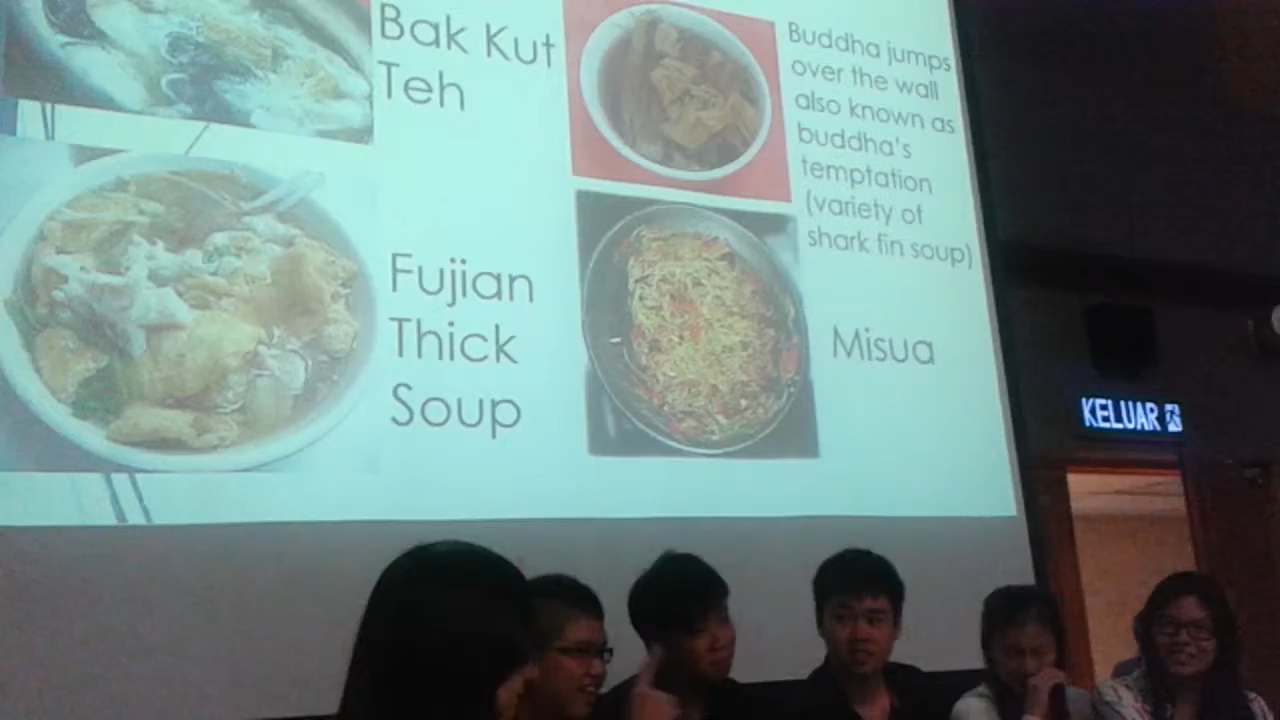 Bak Kut
Teh
Fujian
Thick
Soup
Buddha jumps
over the wall
also known as
buddha's
temptation
(variety of
shark fin soup)
Misua
KELUAR